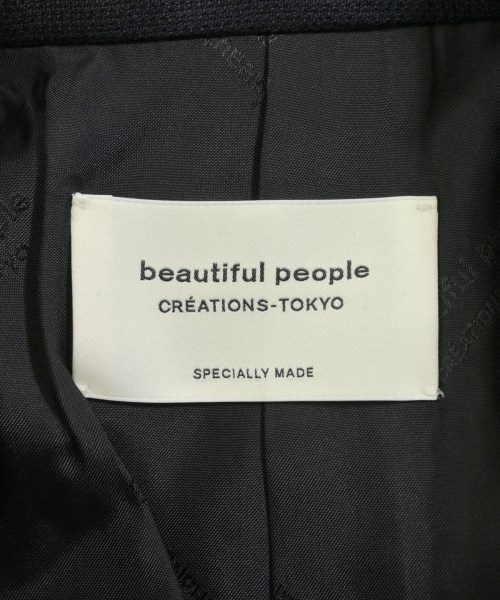 beautiful people
CRÉATIONS-TOKYO
SPECIALLY MADE